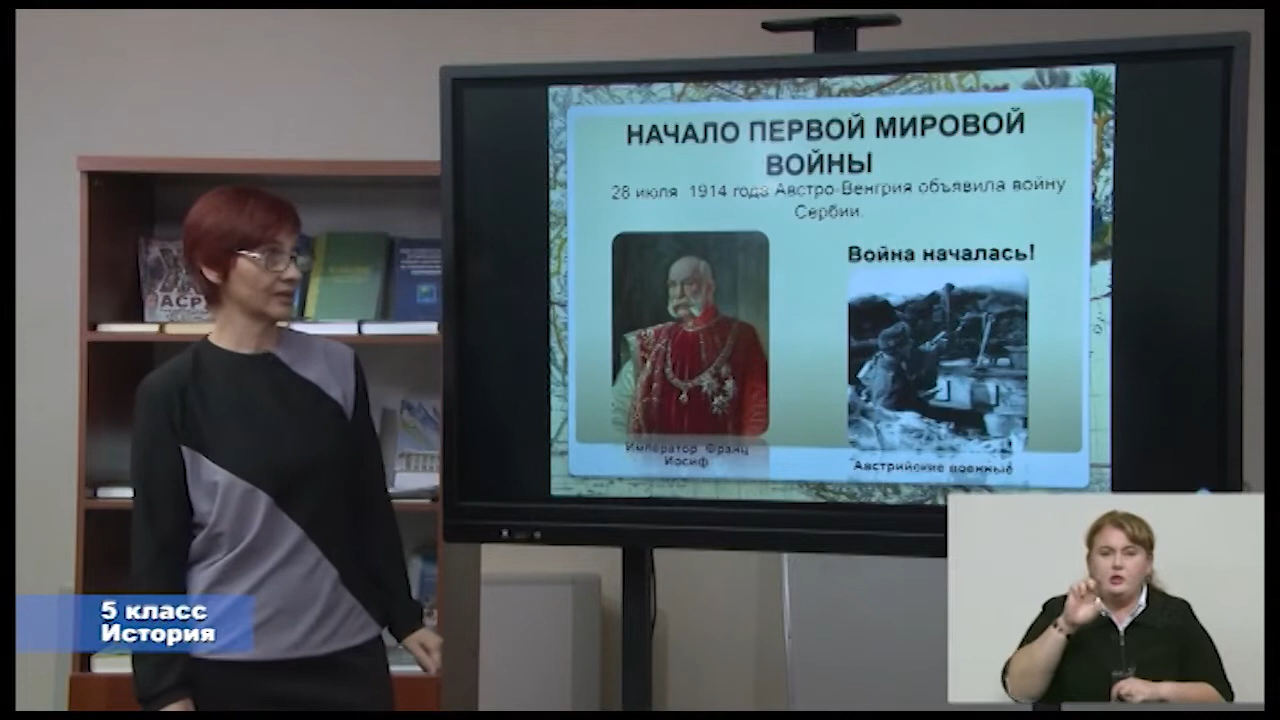 НАЧАЛО ПЕРВОЙ МИРОВОЙ
ВОЙНЫ
28 июля 1914 года Австро-Венгрия объявила войну
Сербии.
Война началась!
Император Франц
Иосиф
Австрийские военные
АСР
5 класс
История